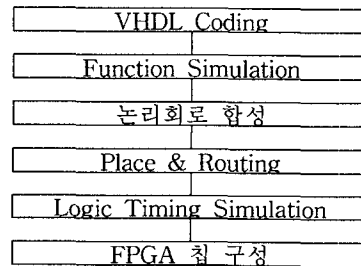 VHDL Coding
Function Simulation
논리회로 합성
Place & Routing
Logic Timing Simulation
FPGA 칩 구성